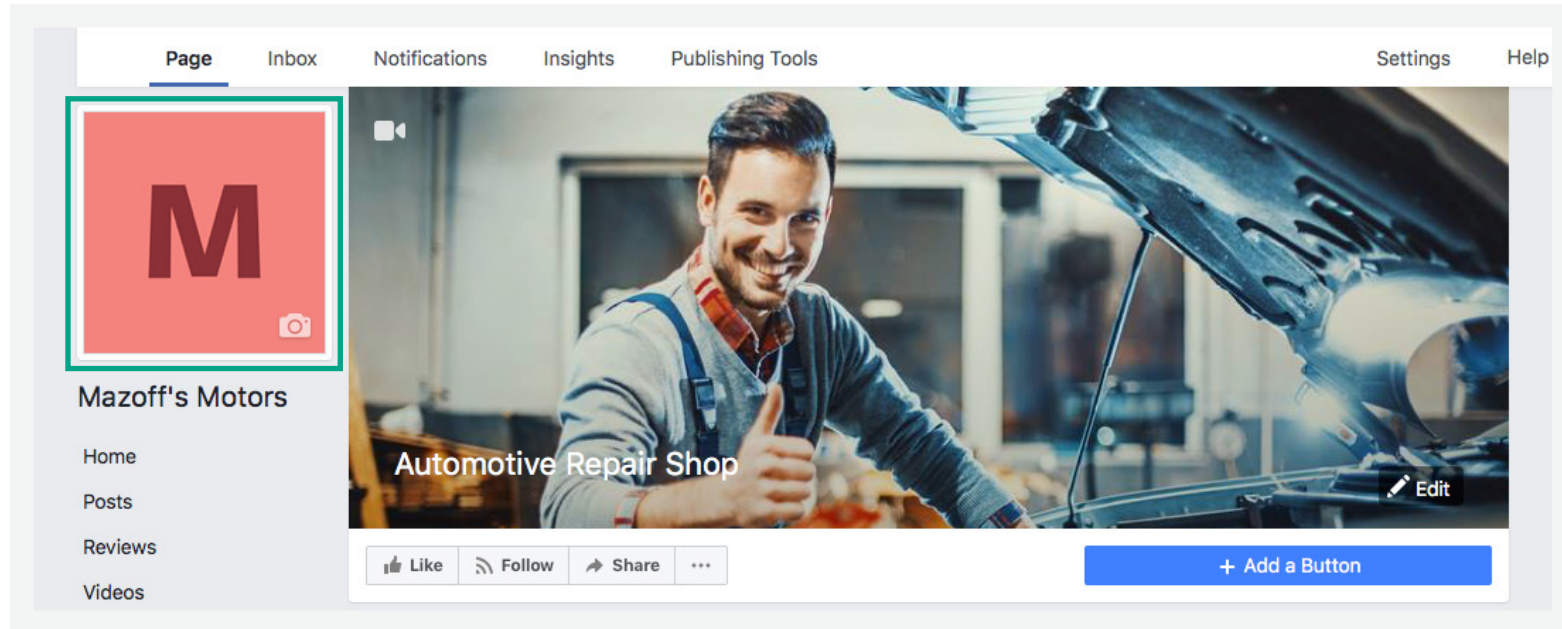 Page Inbox Notifications Insights Publishing Tools Settings Help
M
Mazoff's Motors
Home
Posts
Reviews
Videos
Automotive Repair Shop
Edit
Like Follow Share ...
+ Add a Button